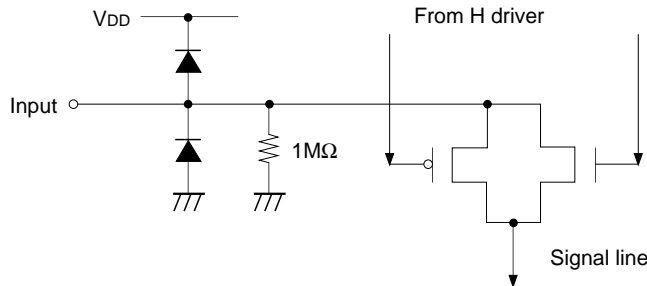 VDD
From H driver
Input
1MΩ
Signal line